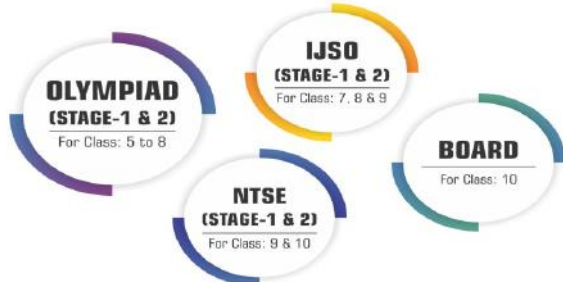 OLYMPIAD
(STAGE-1 & 2)
For Class: 5 to 8
IJSO
(STAGE-1 & 2)
For Class: 7, 8 & 9
NTSE
(STAGE-1 & 2)
For Class: 9 & 10
BOARD
For Class: 10